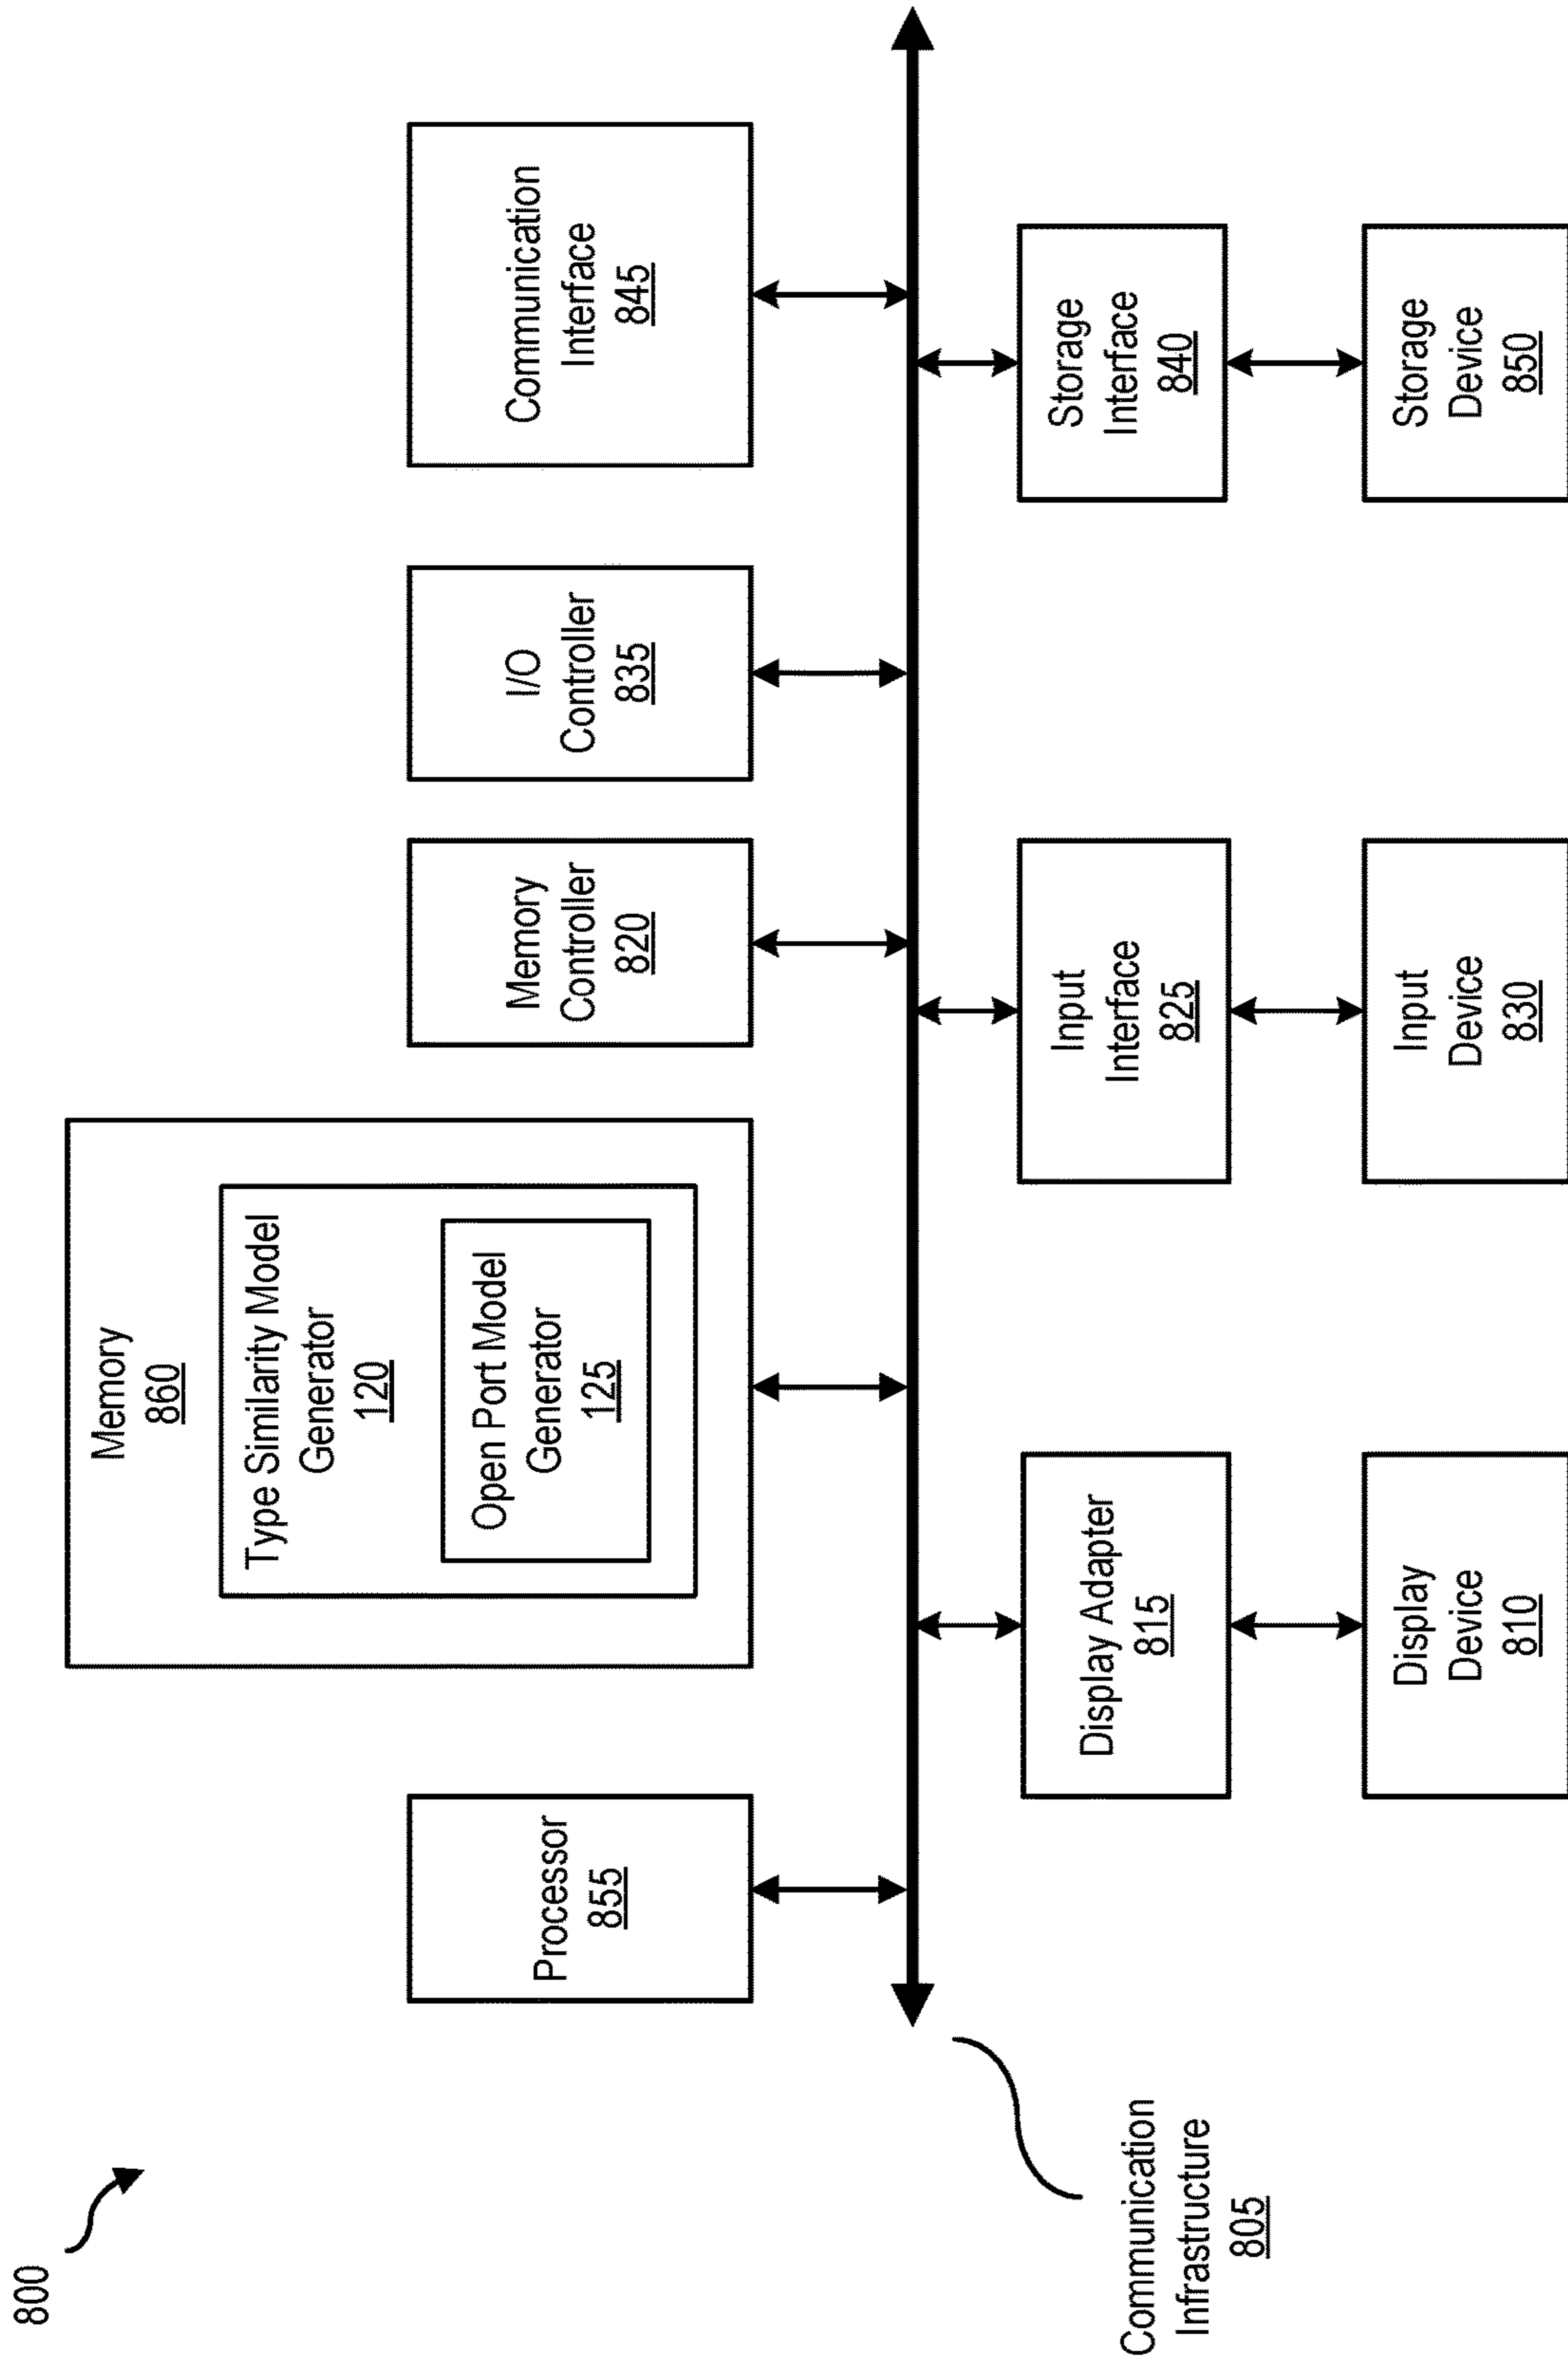 800
Memory
860
Type Similarity Model
Generator
120
Open Port Model
Generator
125
Processor
855
Memory
Controller
820
I/O
Controller
835
Communication
Interface
845
Communication
Infrastructure
805
Display Adapter
815
Input
Interface
825
Storage
Interface
840
Display
Device
810
Input
Device
830
Storage
Device
850